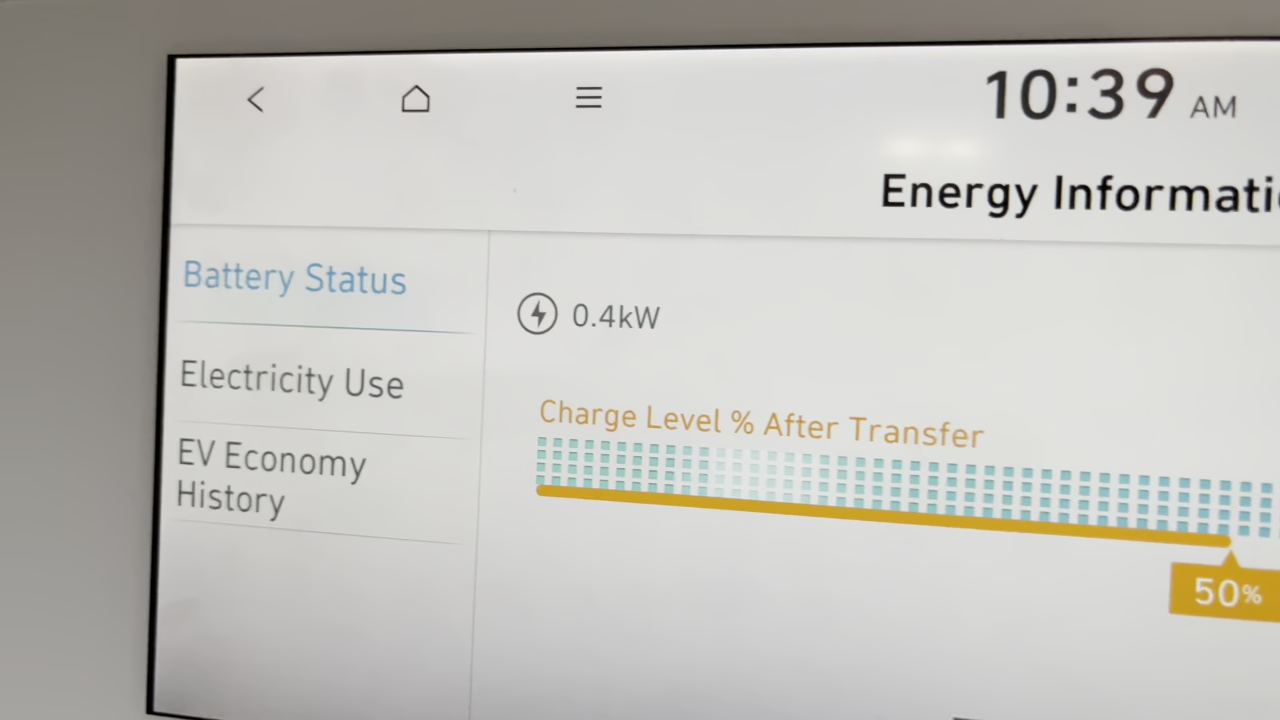 10:39 AM
Energy Informati
Battery Status
Electricity Use
EV Economy
History
0.4kW
Charge Level % After Transfer
50%